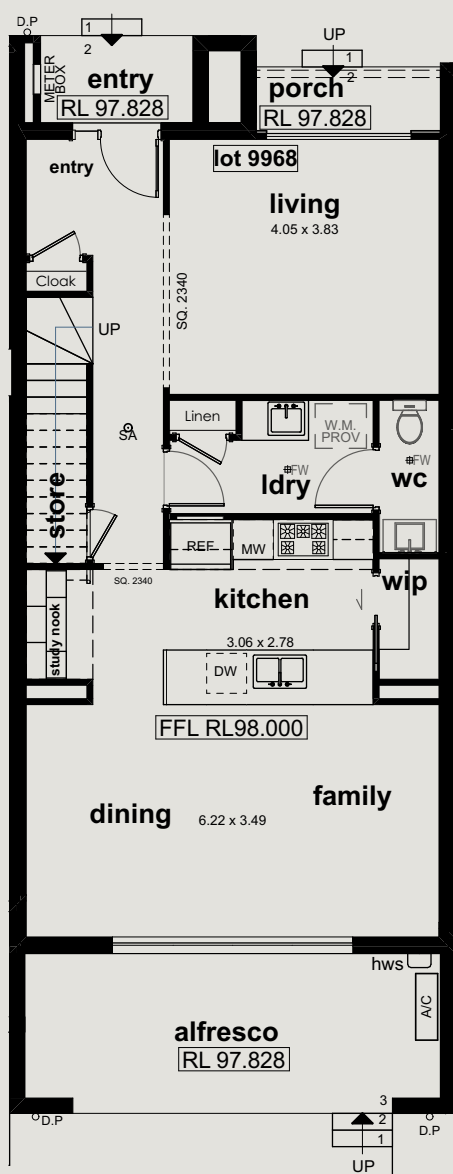 D.P
1
2
UP
1
2
METER
BOX
entry
RL 97.828
porch
RL 97.828
entry
lot 9968
living
4.05 x 3.83
Cloak
SQ. 2340
UP
SA
Linen
W.M.
PROV
FW
ldry
FW
wc
store
REF
MW
SQ. 2340
kitchen
wip
study nook
3.06 x 2.78
DW
FFL RL98.000
family
dining
6.22 x 3.49
hws
A/C
alfresco
RL 97.828
3
D.P
2
D.P
1
UP